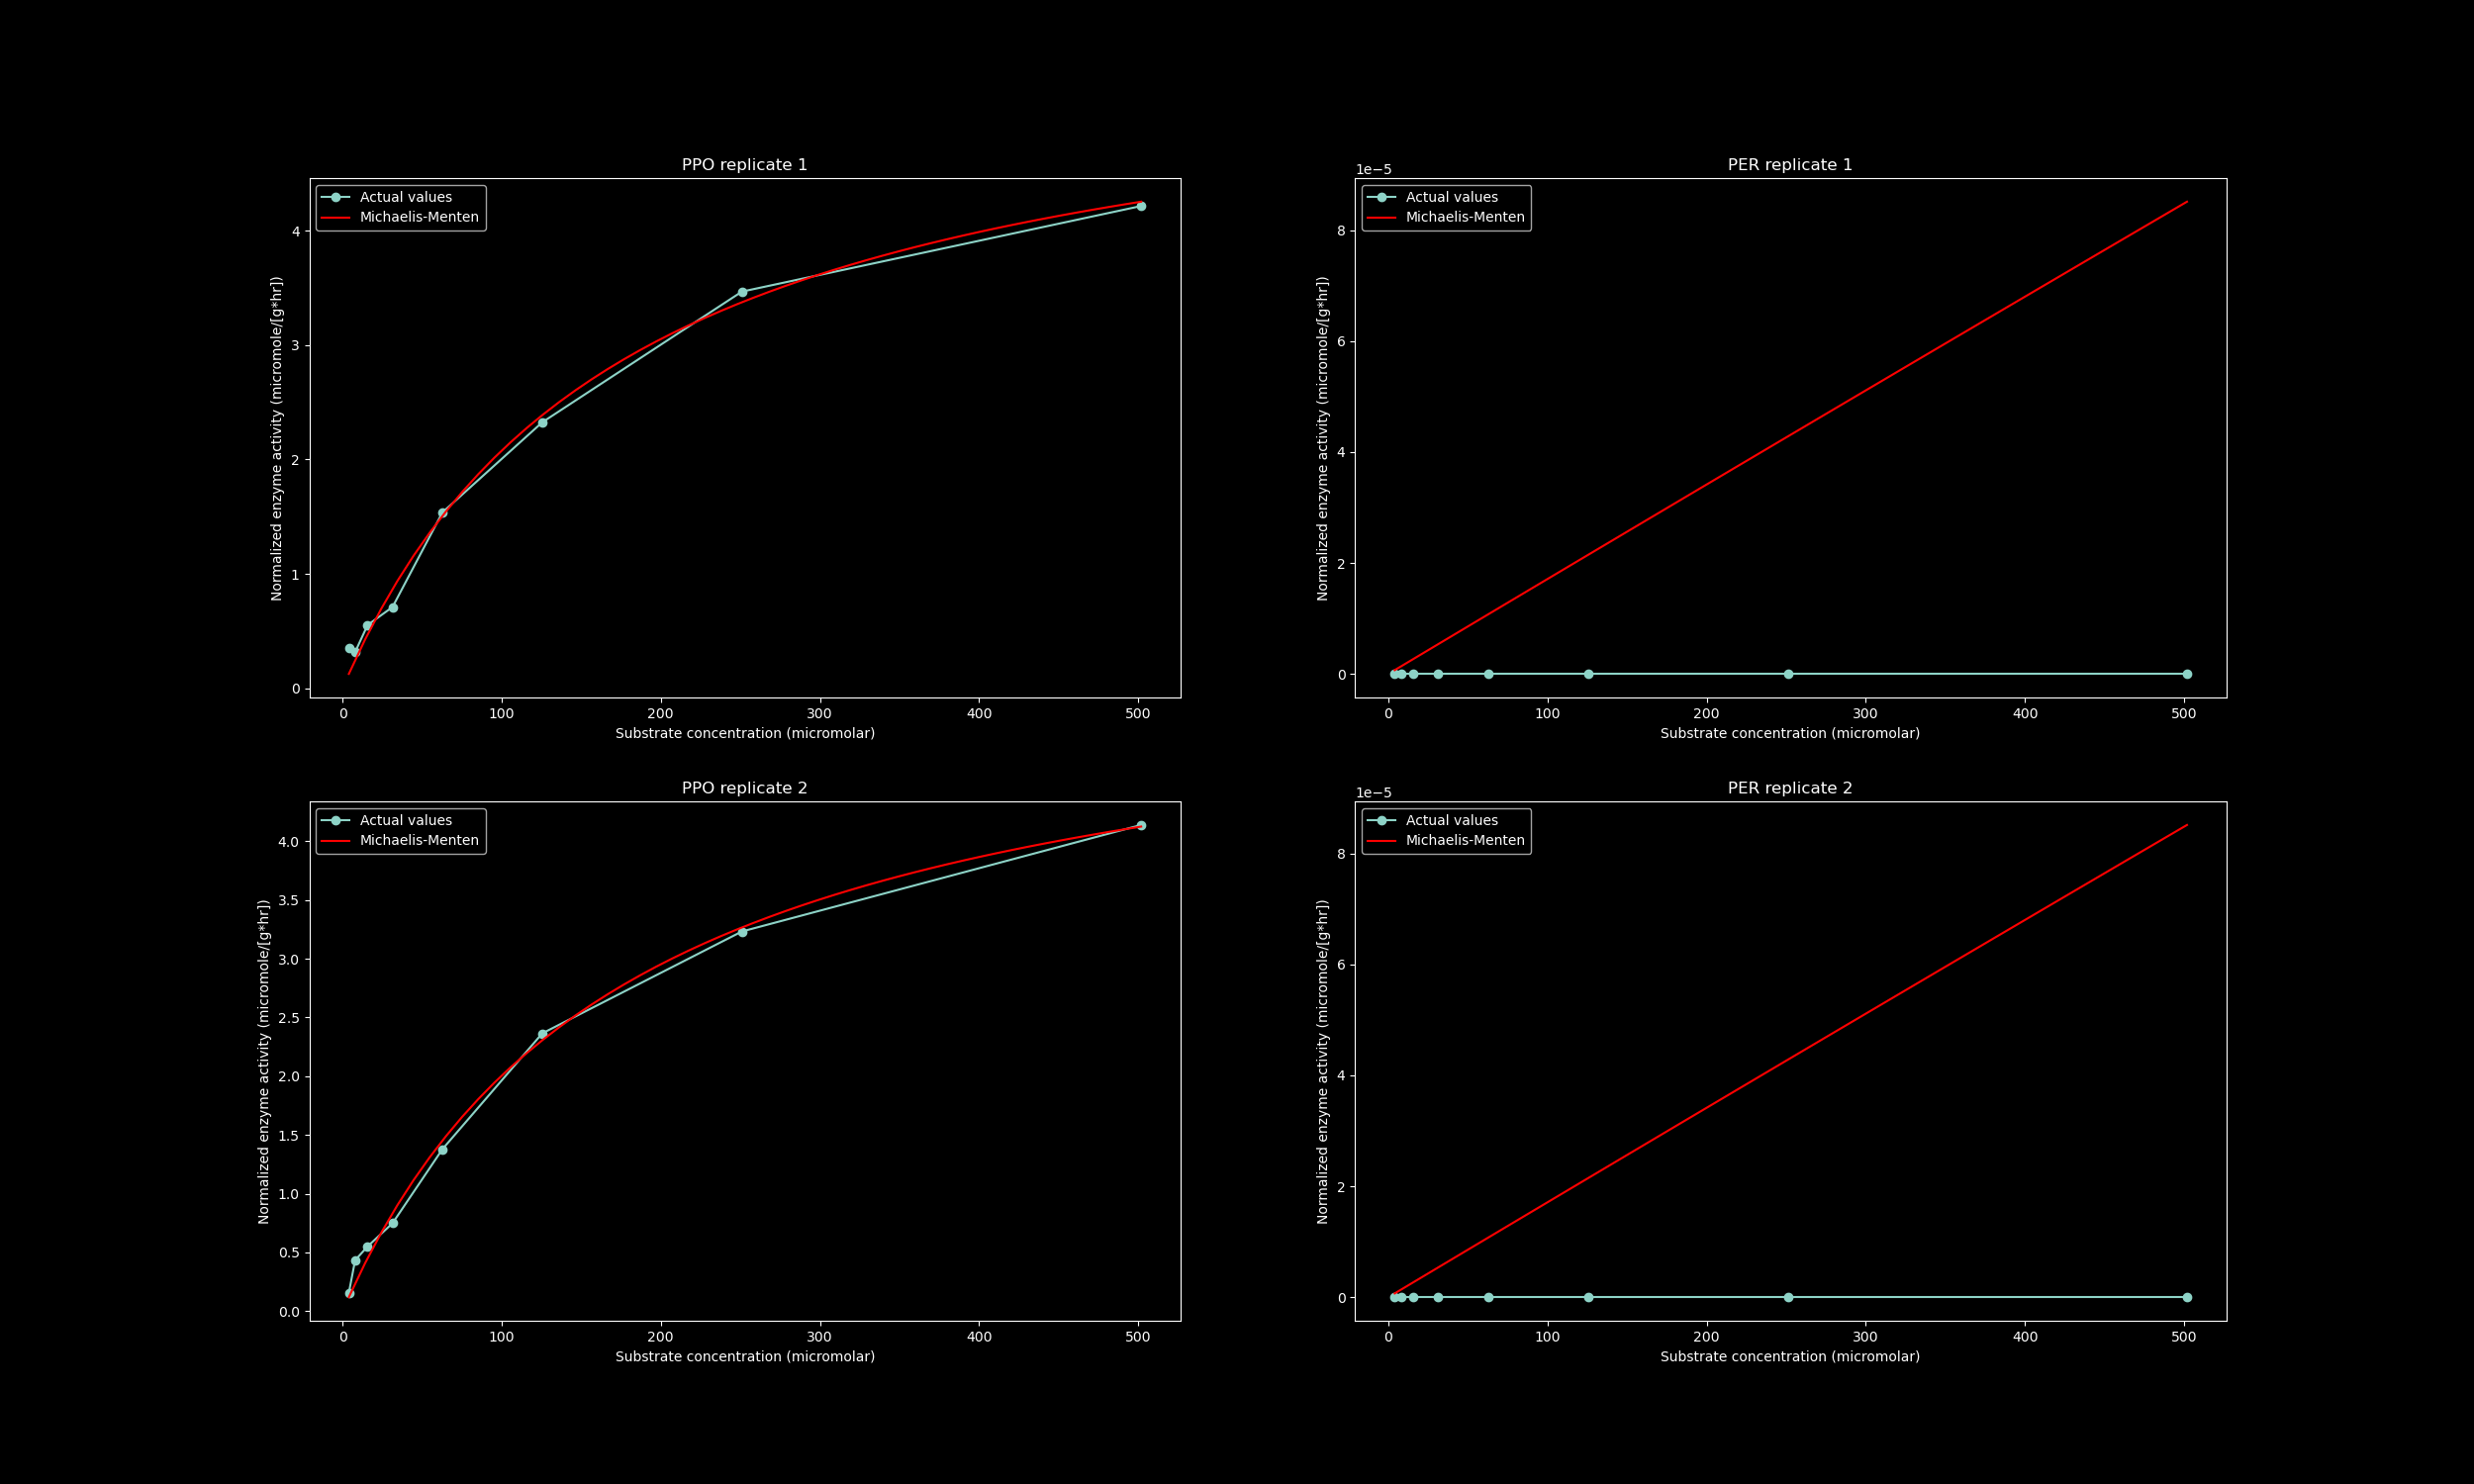 PPO replicate 1
Actual values
Michaelis-Menten
4
3
2
1
0
Normalized enzyme activity (micromole/[g*hr])
0 100 200 300 400 500
Substrate concentration (micromolar)
PER replicate 1
1e−5
Actual values
Michaelis-Menten
8
6
4
2
0
Normalized enzyme activity (micromole/[g*hr])
0 100 200 300 400 500
Substrate concentration (micromolar)
PPO replicate 2
Actual values
Michaelis-Menten
4.0
3.5
3.0
2.5
2.0
1.5
1.0
0.5
0.0
Normalized enzyme activity (micromole/[g*hr])
0 100 200 300 400 500
Substrate concentration (micromolar)
PER replicate 2
1e−5
Actual values
Michaelis-Menten
8
6
4
2
0
Normalized enzyme activity (micromole/[g*hr])
0 100 200 300 400 500
Substrate concentration (micromolar)